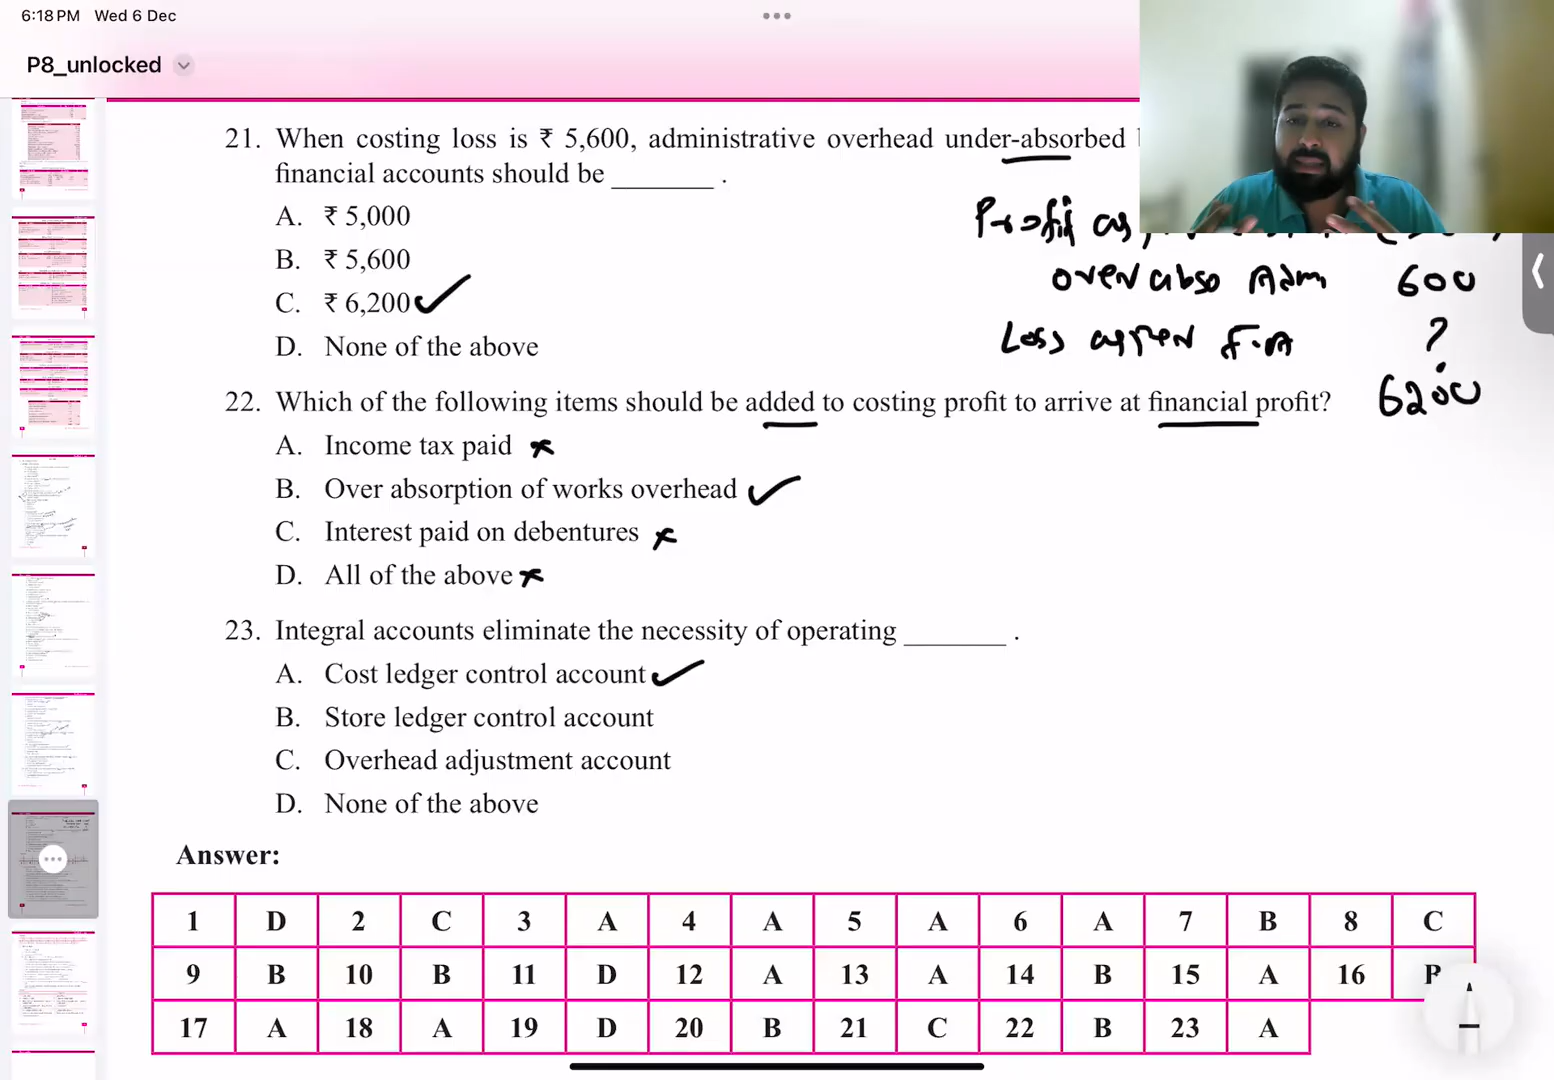 6:18 PM Wed 6 Dec
P8_unlocked
21. When costing loss is ₹ 5,600, administrative overhead under-absorbed
financial accounts should be ________ .
A. ₹ 5,000
B. ₹ 5,600
C. ₹ 6,200
D. None of the above
Profit as
over abso Adm 600
Loss as per F.A ?
6200
22. Which of the following items should be added to costing profit to arrive at financial profit?
A. Income tax paid
B. Over absorption of works overhead
C. Interest paid on debentures
D. All of the above
23. Integral accounts eliminate the necessity of operating ________ .
A. Cost ledger control account
B. Store ledger control account
C. Overhead adjustment account
D. None of the above
Answer:
1 D 2 C 3 A 4 A 5 A 6 A 7 B 8 C
9 B 10 B 11 D 12 A 13 A 14 B 15 A 16
17 A 18 A 19 D 20 B 21 C 22 B 23 A